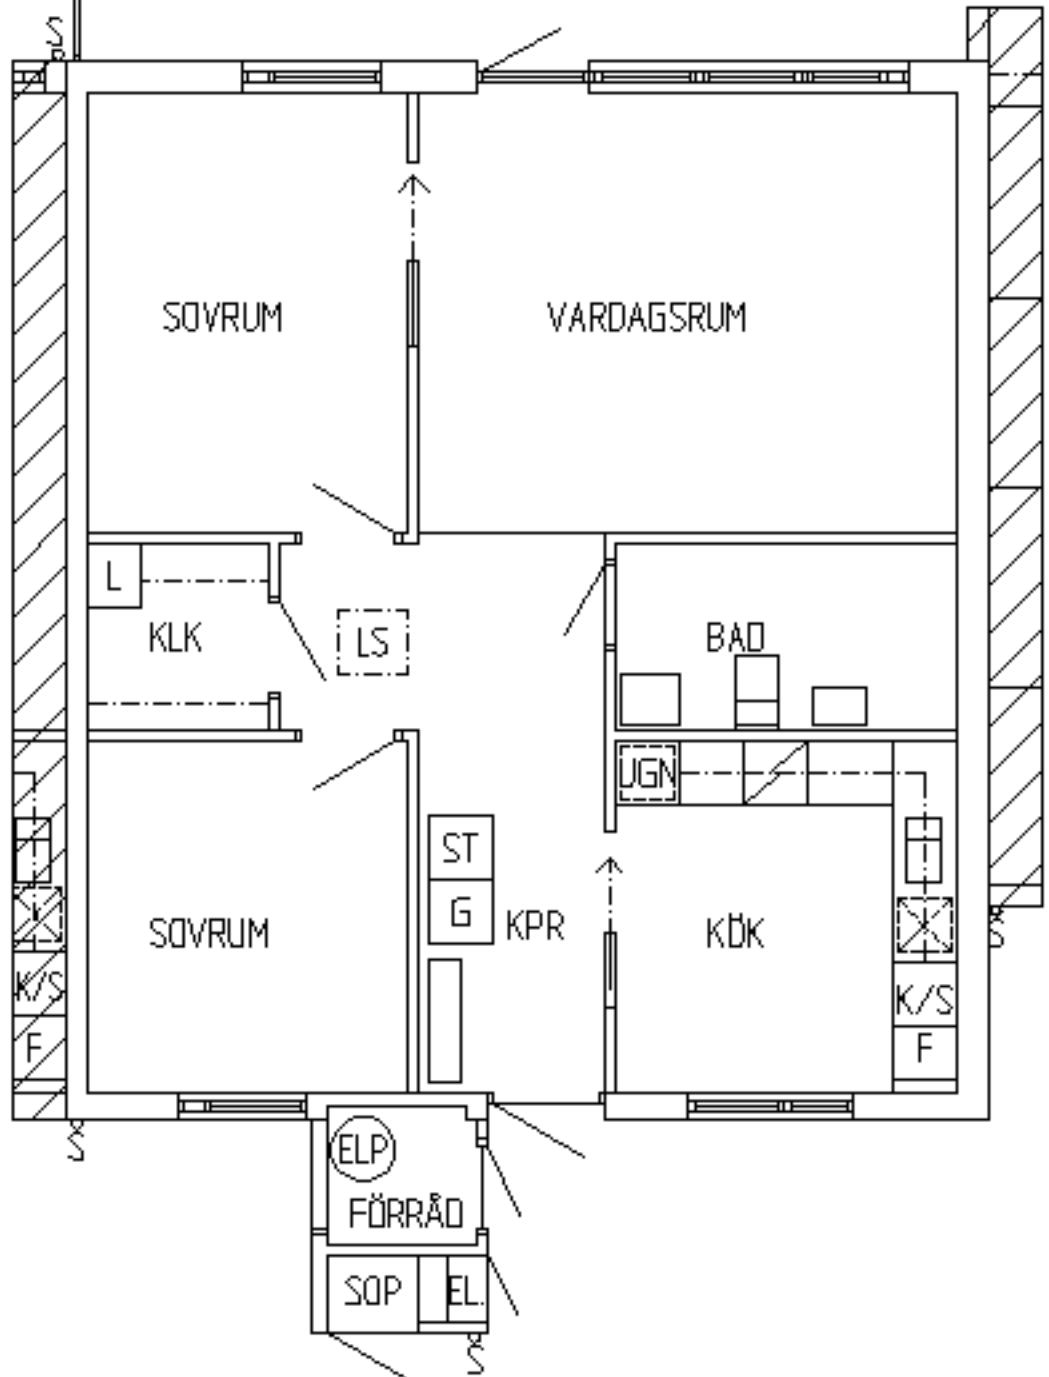 SOVRUM
VARDAGSRUM
L
KLK
LS
BAD
UGN
ST
G
KPR
SOVRUM
KÖK
K/S
F
K/S
F
ELP
FÖRRÅD
SOP
EL.